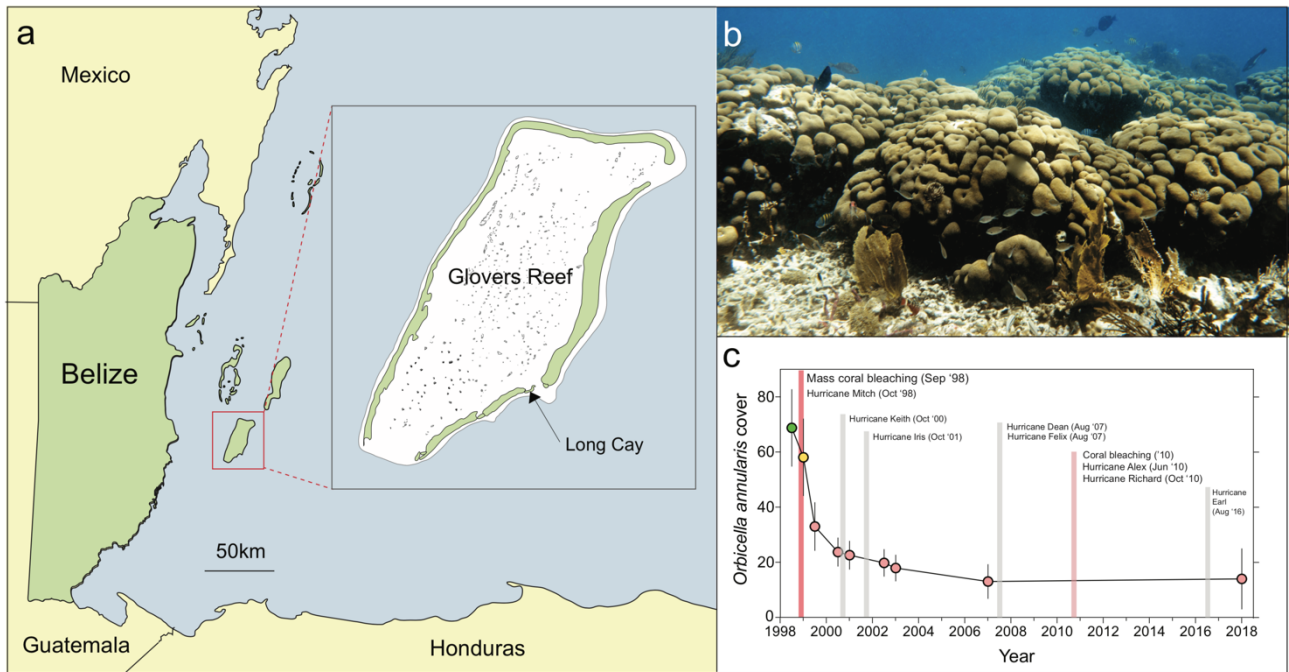 a
Mexico
Belize
Guatemala
Honduras
50km
Glovers Reef
Long Cay
b
c
Orbicella annularis cover
80
60
40
20
0
1998
2000
2002
2004
2006
2008
2010
2012
2014
2016
2018
Year
Mass coral bleaching (Sep '98)
Hurricane Mitch (Oct '98)
Hurricane Keith (Oct '00)
Hurricane Iris (Oct '01)
Hurricane Dean (Aug '07)
Hurricane Felix (Aug '07)
Coral bleaching ('10)
Hurricane Alex (Jun '10)
Hurricane Richard (Oct '10)
Hurricane
Earl
(Aug '16)